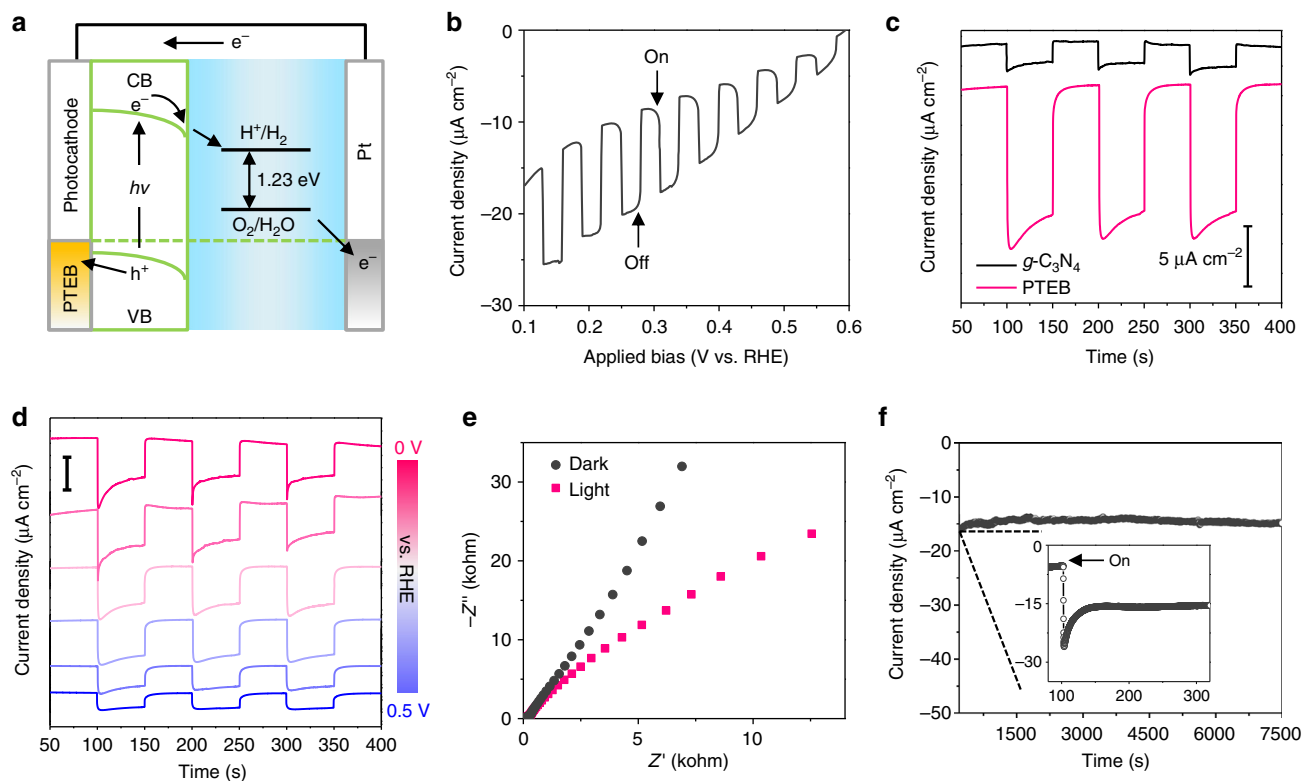 a
e⁻
Photocathode
CB
e⁻
H⁺/H₂
hv
1.23 eV
O₂/H₂O
Pt
PTEB
h⁺
e⁻
VB
b
Current density (µA cm⁻²)
0
−10
−20
−30
On
Off
0.1 0.2 0.3 0.4 0.5 0.6
Applied bias (V vs. RHE)
c
Current density (µA cm⁻²)
g-C₃N₄
PTEB
5 µA cm⁻²
50 100 150 200 250 300 350 400
Time (s)
d
Current density (µA cm⁻²)
0 V
vs. RHE
0.5 V
50 100 150 200 250 300 350 400
Time (s)
e
−Z'' (kohm)
30
20
10
0
Dark
Light
0 5 10
Z' (kohm)
f
Current density (µA cm⁻²)
0
−10
−20
−30
−40
−50
0
−15
−30
On
100 200 300
1500 3000 4500 6000 7500
Time (s)